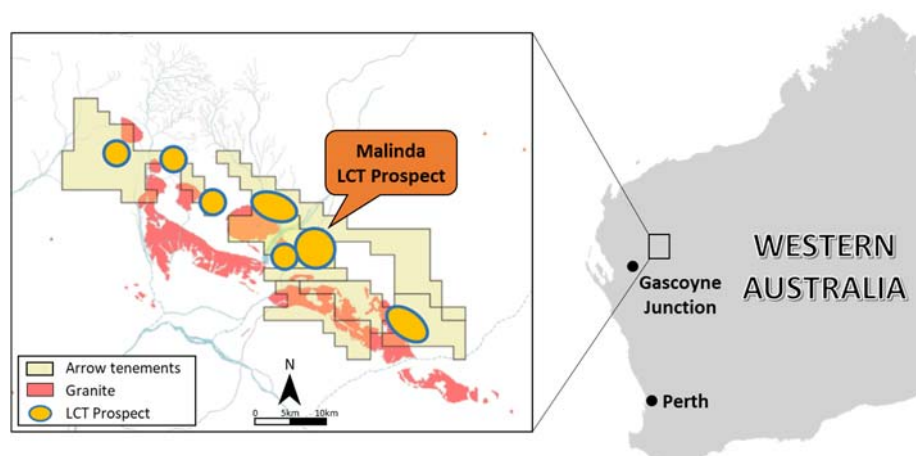 Malinda
LCT Prospect
Arrow tenements
Granite
LCT Prospect
N
0 5km 10km
WESTERN
AUSTRALIA
Gascoyne
Junction
Perth